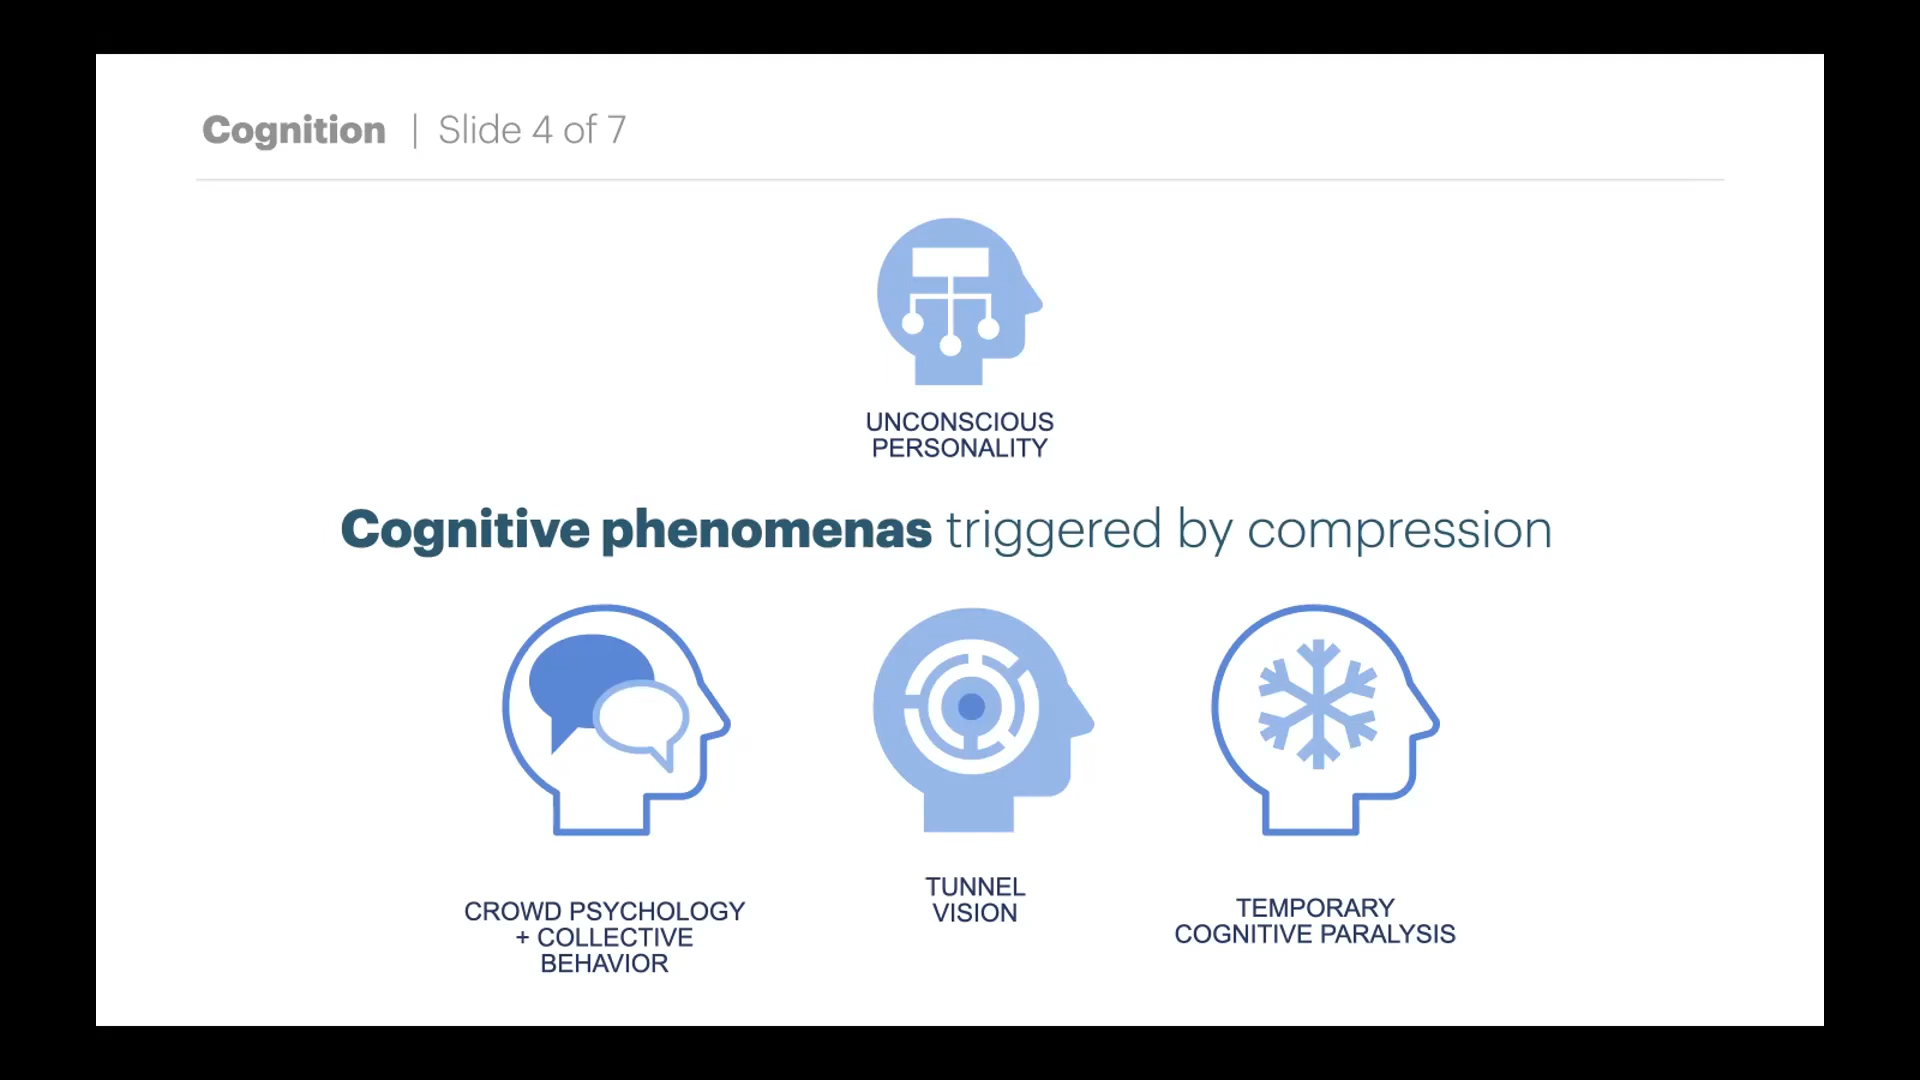 Cognition | Slide 4 of 7
UNCONSCIOUS
PERSONALITY
Cognitive phenomenas triggered by compression
CROWD PSYCHOLOGY
+ COLLECTIVE
BEHAVIOR
TUNNEL
VISION
TEMPORARY
COGNITIVE PARALYSIS